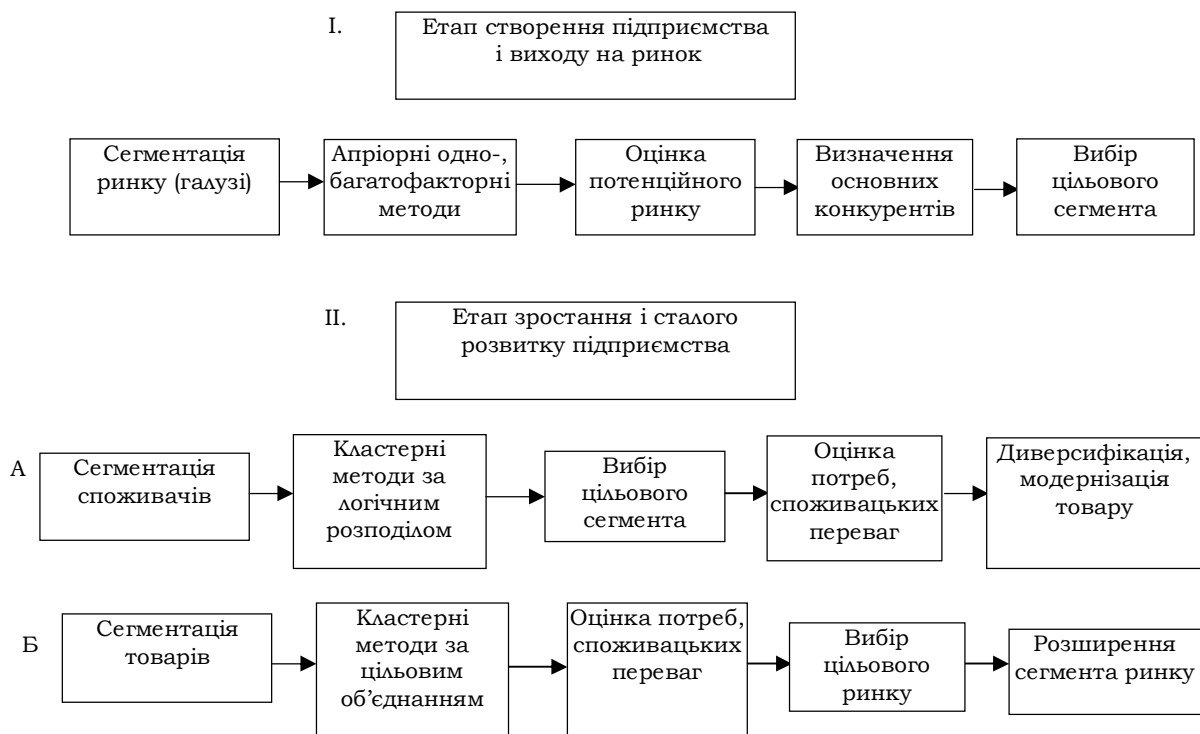 I.
Етап створення підприємства
і виходу на ринок
Сегментація
ринку (галузі)
Апріорні одно-,
багатофакторні
методи
Оцінка
потенційного
ринку
Визначення
основних
конкурентів
Вибір
цільового
сегмента
II.
Етап зростання і сталого
розвитку підприємства
А
Сегментація
споживачів
Кластерні
методи за
логічним
розподілом
Вибір
цільового
сегмента
Оцінка
потреб,
споживацьких
переваг
Диверсифікація,
модернізація
товару
Б
Сегментація
товарів
Кластерні
методи за
цільовим
об’єднанням
Оцінка потреб,
споживацьких
переваг
Вибір
цільового
ринку
Розширення
сегмента ринку